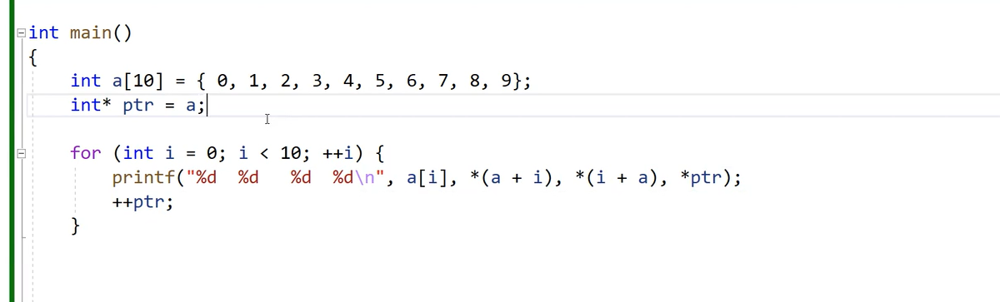 int main()
{
    int a[10] = { 0, 1, 2, 3, 4, 5, 6, 7, 8, 9};
    int* ptr = a;
    for (int i = 0; i < 10; ++i) {
        printf("%d  %d   %d  %d\n", a[i], *(a + i), *(i + a), *ptr);
        ++ptr;
    }